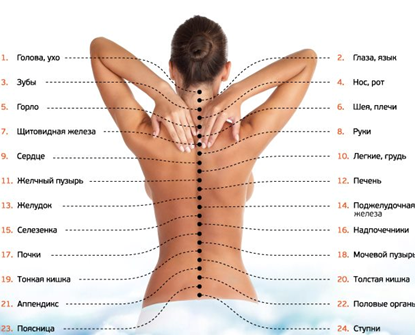 1. Голова, ухо
2. Глаза, язык
3. Зубы
4. Нос, рот
5. Горло
6. Шея, плечи
7. Щитовидная железа
8. Руки
9. Сердце
10. Легкие, грудь
11. Желчный пузырь
12. Печень
13. Желудок
14. Поджелудочная
железа
15. Селезенка
16. Надпочечники
17. Почки
18. Мочевой пузырь
19. Тонкая кишка
20. Толстая кишка
21. Аппендикс
22. Половые органы
23. Поясница
24. Ступни